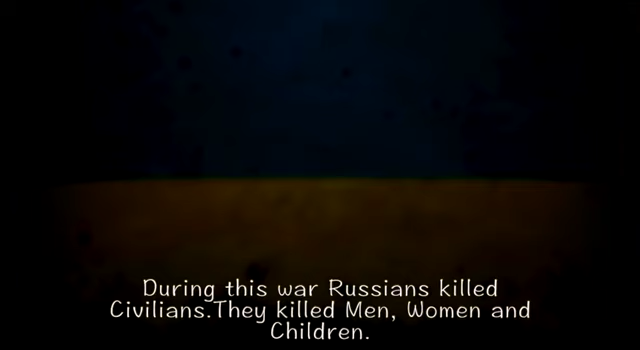 During this war Russians killed
Civilians.They killed Men, Women and
Children.